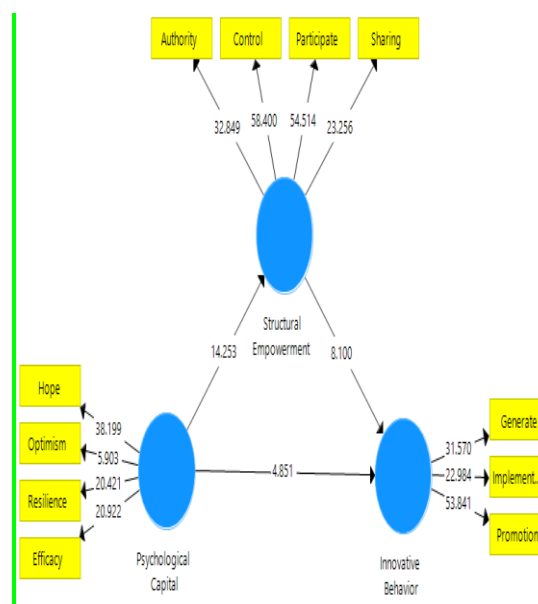 Authority
Control
Participate
Sharing
32.849
58.400
54.514
23.256
Structural
Empowerment
14.253
8.100
Hope
Optimism
Resilience
Efficacy
38.199
5.903
20.421
20.922
4.851
Psychological
Capital
Generate
Implement..
Promotion
31.570
22.984
53.841
Innovative
Behavior